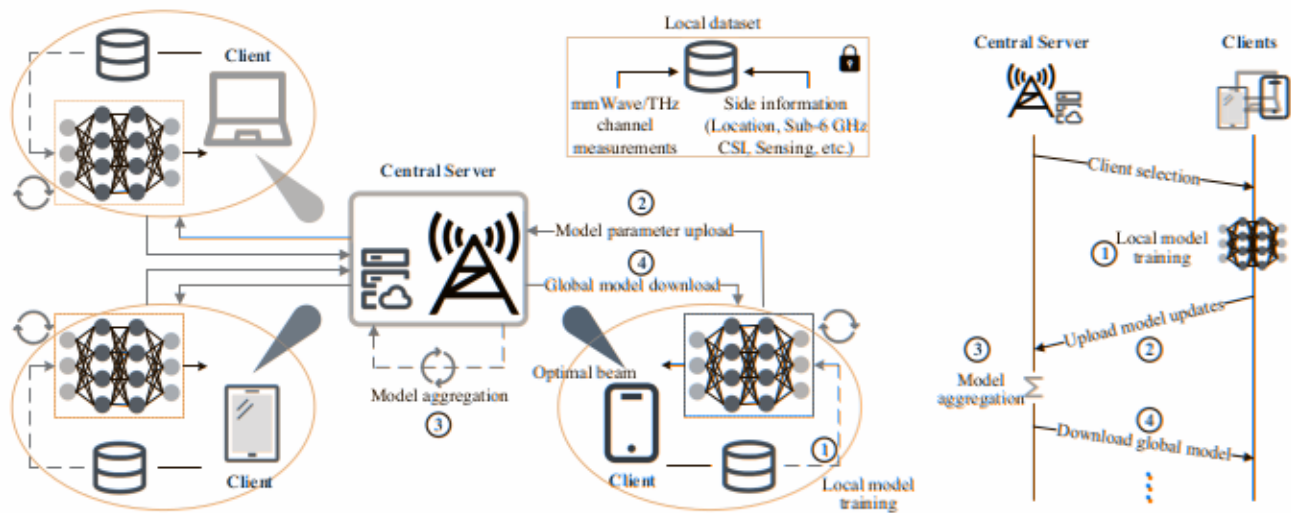 Local dataset
mmWave/THz
channel
measurements
Side information
(Location, Sub-6 GHz
CSI, Sensing, etc.)
Client
Central Server
②
Model parameter upload
④
Global model download
Model aggregation
③
Optimal beam
Client
Client
①
Local model
training
Central Server
Clients
Client selection
①
Local model
training
Upload model updates
②
③
Model
aggregation
Σ
④
Download global model